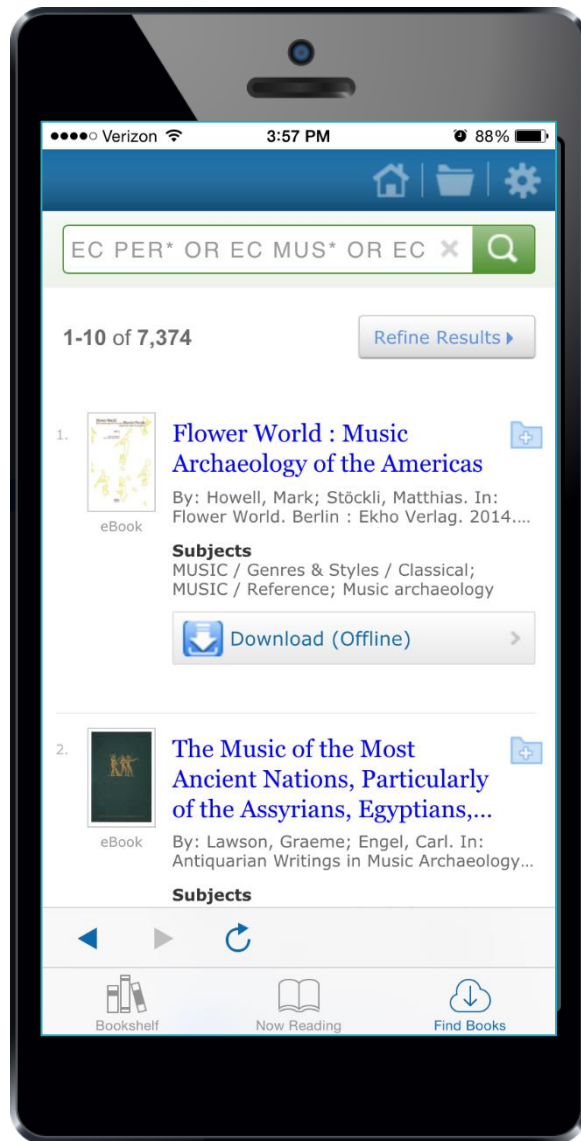 Verizon 3:57 PM 88%
EC PER* OR EC MUS* OR EC
1-10 of 7,374 Refine Results
1. Flower World : Music
Archaeology of the Americas
By: Howell, Mark; Stöckli, Matthias. In:
Flower World. Berlin : Ekho Verlag. 2014....
eBook
Subjects
MUSIC / Genres & Styles / Classical;
MUSIC / Reference; Music archaeology
Download (Offline)
2. The Music of the Most
Ancient Nations, Particularly
of the Assyrians, Egyptians,...
By: Lawson, Graeme; Engel, Carl. In:
Antiquarian Writings in Music Archaeology...
eBook
Subjects
Bookshelf Now Reading Find Books